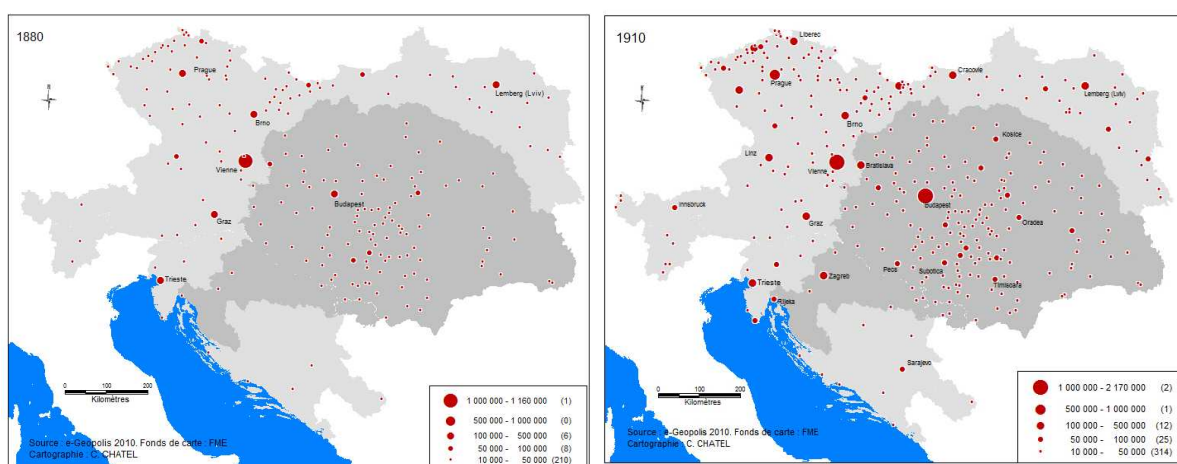 1880
Prague
Lemberg (Lviv)
Brno
Vienne
Budapest
Graz
Trieste
0 100 200
Kilomètres
Source : e-Geopolis 2010. Fonds de carte : FME
Cartographie : C. CHATEL
1 000 000 - 1 160 000 (1)
500 000 - 1 000 000 (0)
100 000 - 500 000 (6)
50 000 - 100 000 (8)
10 000 - 50 000 (210)
1910
Liberec
Prague
Cracovie
Lemberg (Lviv)
Brno
Kosice
Linz
Vienne
Bratislava
Innsbruck
Budapest
Graz
Oradea
Zagreb
Pecs
Subotica
Timisoara
Trieste
Rijeka
Sarajevo
0 100 200
Kilomètres
Source : e-Geopolis 2010. Fonds de carte : FME
Cartographie : C. CHATEL
1 000 000 - 2 170 000 (2)
500 000 - 1 000 000 (1)
100 000 - 500 000 (12)
50 000 - 100 000 (25)
10 000 - 50 000 (314)